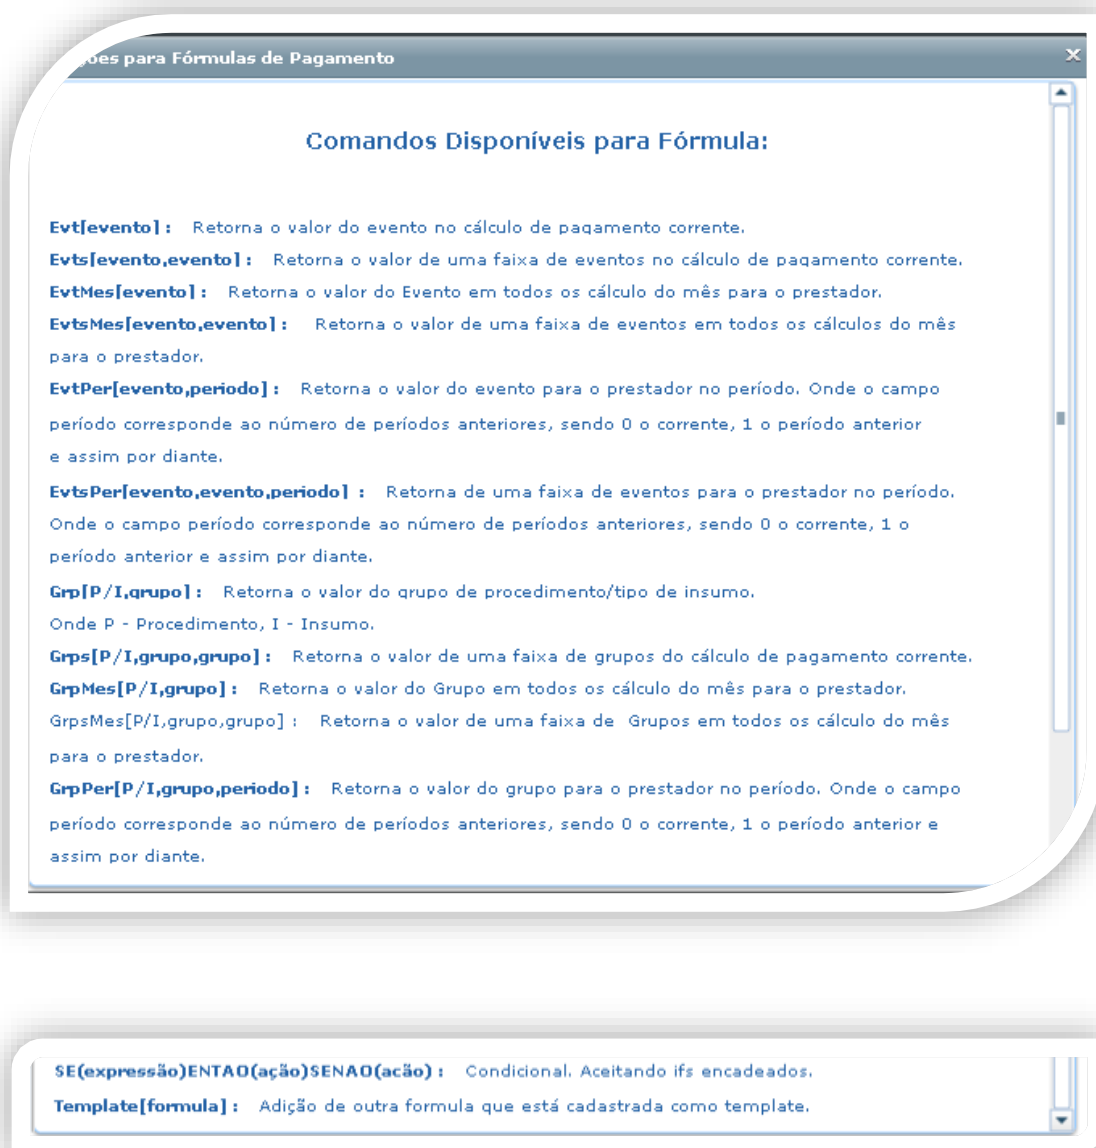 para Fórmulas de Pagamento
Comandos Disponíveis para Fórmula:
Evt[evento] : Retorna o valor do evento no cálculo de pagamento corrente.
Evts[evento,evento] : Retorna o valor de uma faixa de eventos no cálculo de pagamento corrente.
EvtMes[evento] : Retorna o valor do Evento em todos os cálculo do mês para o prestador.
EvtsMes[evento,evento] : Retorna o valor de uma faixa de eventos em todos os cálculos do mês
para o prestador.
EvtPer[evento,periodo] : Retorna o valor do evento para o prestador no período. Onde o campo
período corresponde ao número de períodos anteriores, sendo 0 o corrente, 1 o período anterior
e assim por diante.
EvtsPer[evento,evento,periodo] : Retorna de uma faixa de eventos para o prestador no período.
Onde o campo período corresponde ao número de períodos anteriores, sendo 0 o corrente, 1 o
período anterior e assim por diante.
Grp[P/I,grupo] : Retorna o valor do grupo de procedimento/tipo de insumo.
Onde P - Procedimento, I - Insumo.
Grps[P/I,grupo,grupo] : Retorna o valor de uma faixa de grupos do cálculo de pagamento corrente.
GrpMes[P/I,grupo] : Retorna o valor do Grupo em todos os cálculo do mês para o prestador.
GrpsMes[P/I,grupo,grupo] : Retorna o valor de uma faixa de Grupos em todos os cálculo do mês
para o prestador.
GrpPer[P/I,grupo,periodo] : Retorna o valor do grupo para o prestador no período. Onde o campo
período corresponde ao número de períodos anteriores, sendo 0 o corrente, 1 o período anterior e
assim por diante.
SE(expressão)ENTAO(ação)SENAO(acão) : Condicional. Aceitando ifs encadeados.
Template[formula] : Adição de outra formula que está cadastrada como template.